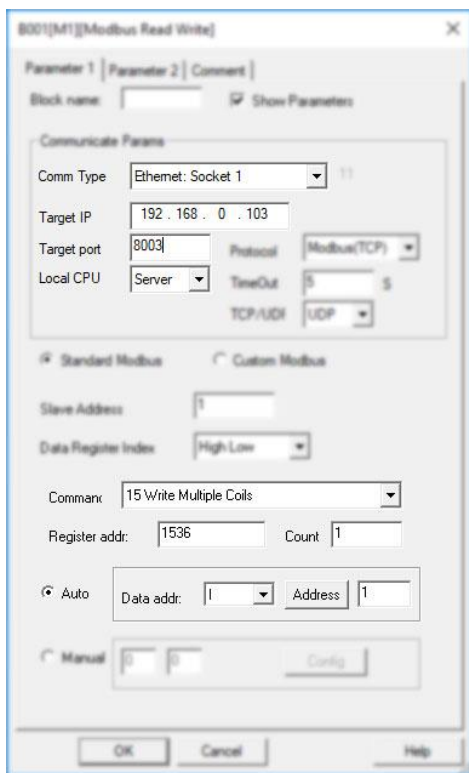 B001[M1][Modbus Read Write]
Parameter 1 Parameter 2 Comment
Block name: Show Parameters
Communicate Params
Comm Type Ethernet: Socket 1 11
Target IP 192 . 168 . 0 . 103
Target port 8003 Protocol Modbus(TCP)
Local CPU Server TimeOut 5 S
TCP/UDP UDP
Standard Modbus Custom Modbus
Slave Address 1
Data Register Index High Low
Comman 15 Write Multiple Coils
Register addr: 1536 Count 1
Auto Data addr: I Address 1
Manual 0 0 Config
OK Cancel Help